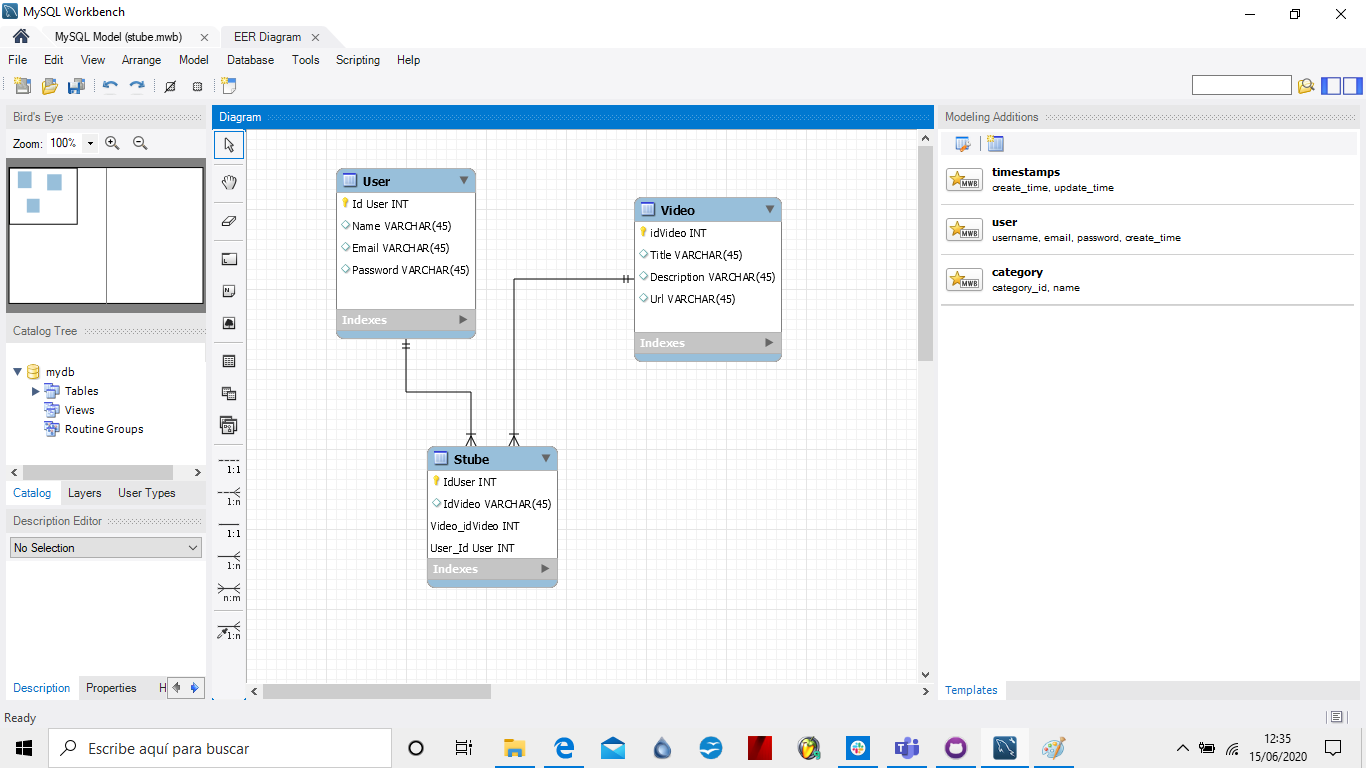 MySQL Workbench
MySQL Model (stube.mwb)
EER Diagram
File Edit View Arrange Model Database Tools Scripting Help
Bird's Eye
Zoom: 100%
Catalog Tree
mydb
Tables
Views
Routine Groups
Catalog Layers User Types
Description Editor
No Selection
Description Properties H
Diagram
1:1
1:n
1:1
1:n
n:m
1:n
User
Id User INT
Name VARCHAR(45)
Email VARCHAR(45)
Password VARCHAR(45)
Indexes
Video
idVideo INT
Title VARCHAR(45)
Description VARCHAR(45)
Url VARCHAR(45)
Indexes
Stube
IdUser INT
IdVideo VARCHAR(45)
Video_idVideo INT
User_Id User INT
Indexes
Modeling Additions
MWB
timestamps
create_time, update_time
MWB
user
username, email, password, create_time
MWB
category
category_id, name
Templates
Ready
Escribe aquí para buscar
12:35
15/06/2020